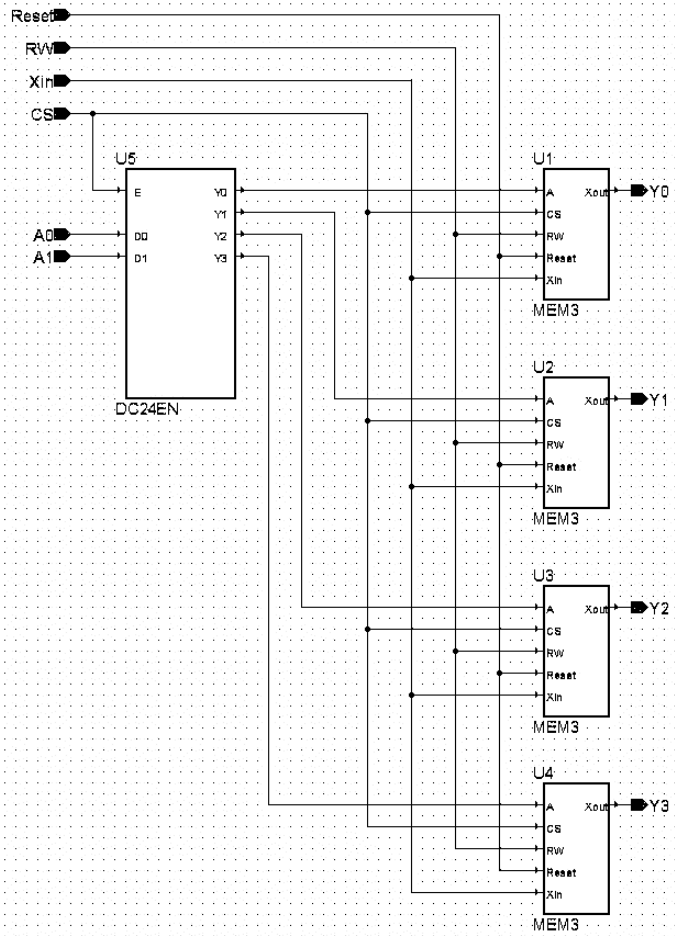 Reset
RW
Xin
CS
U5
U1
E Y0
A Xout Y0
Y1
CS
A0 D0 Y2
RW
A1 D1 Y3
Reset
Xin
MEM3
U2
A Xout Y1
DC24EN
CS
RW
Reset
Xin
MEM3
U3
A Xout Y2
CS
RW
Reset
Xin
MEM3
U4
A Xout Y3
CS
RW
Reset
Xin
MEM3